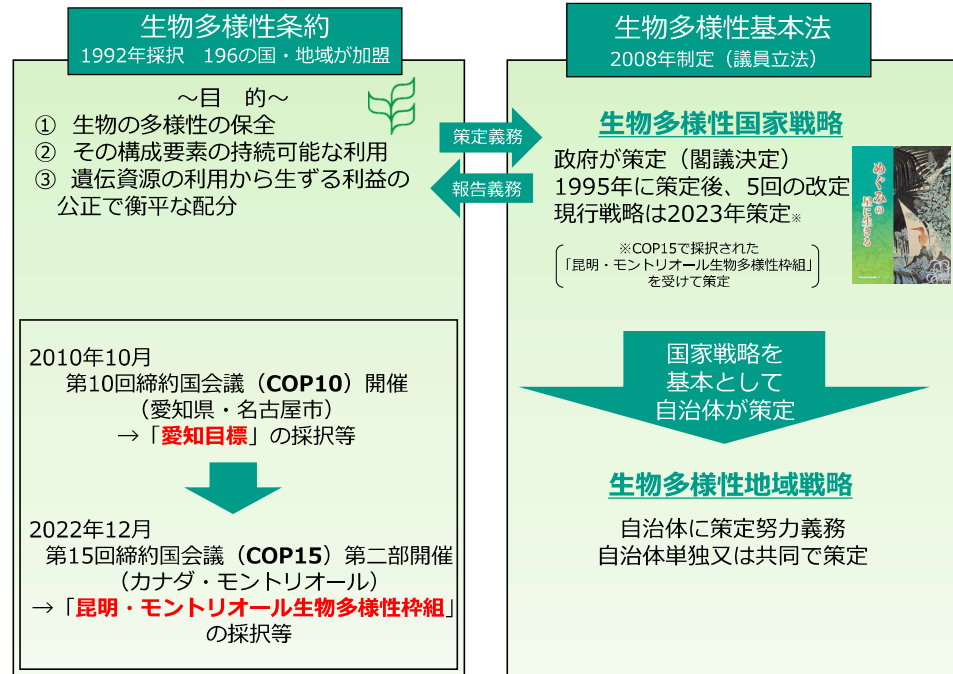 生物多様性条約
1992年採択　196の国・地域が加盟
～目　的～
①　生物の多様性の保全
②　その構成要素の持続可能な利用
③　遺伝資源の利用から生ずる利益の
公正で衡平な配分
2010年10月
第10回締約国会議（COP10）開催
（愛知県・名古屋市）
→「愛知目標」の採択等
2022年12月
第15回締約国会議（COP15）第二部開催
（カナダ・モントリオール）
→「昆明・モントリオール生物多様性枠組」
の採択等
策定義務
報告義務
生物多様性基本法
2008年制定（議員立法）
生物多様性国家戦略
政府が策定（閣議決定）
1995年に策定後、5回の改定
現行戦略は2023年策定※
※COP15で採択された
「昆明・モントリオール生物多様性枠組」
を受けて策定
めぐみの
星に生きる
国家戦略を
基本として
自治体が策定
生物多様性地域戦略
自治体に策定努力義務
自治体単独又は共同で策定